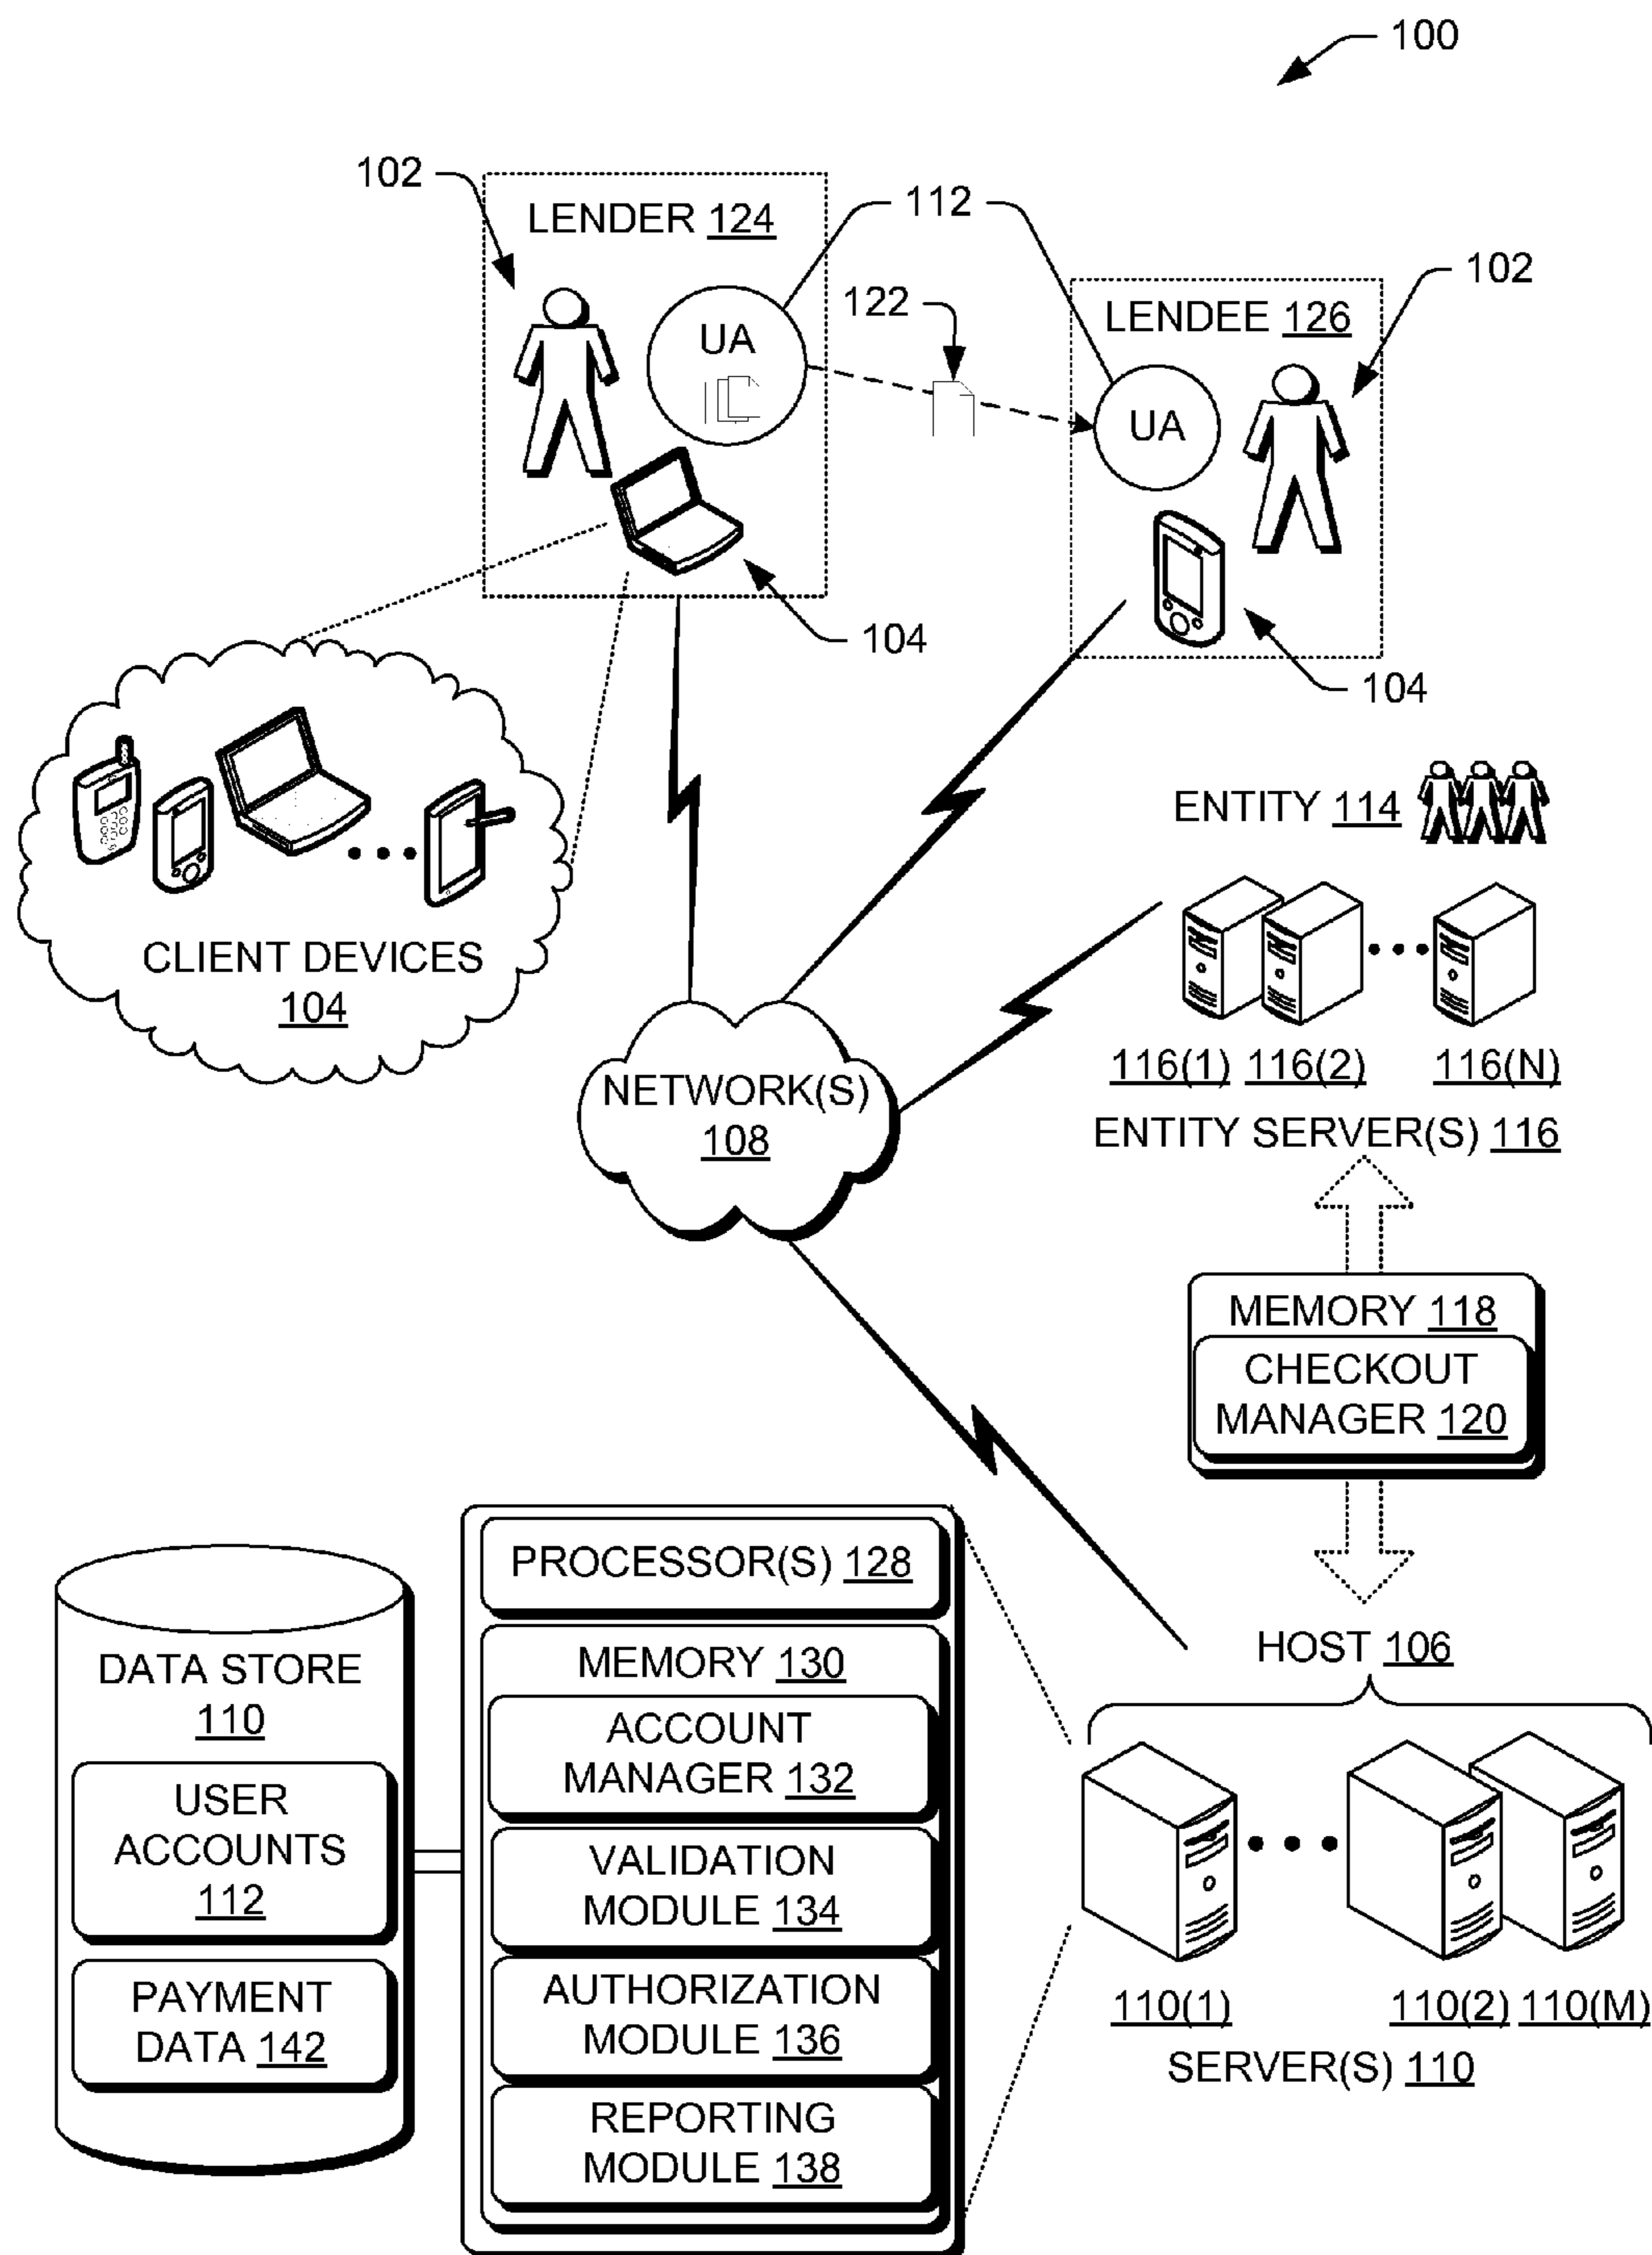 100
102
LENDER 124
112
UA
122
102
LENDEE 126
UA
104
104
CLIENT DEVICES
104
ENTITY 114
116(1) 116(2) 116(N)
ENTITY SERVER(S) 116
NETWORK(S)
108
MEMORY 118
CHECKOUT
MANAGER 120
HOST 106
110(1) 110(2) 110(M)
SERVER(S) 110
PROCESSOR(S) 128
MEMORY 130
ACCOUNT
MANAGER 132
VALIDATION
MODULE 134
AUTHORIZATION
MODULE 136
REPORTING
MODULE 138
DATA STORE
110
USER
ACCOUNTS
112
PAYMENT
DATA 142